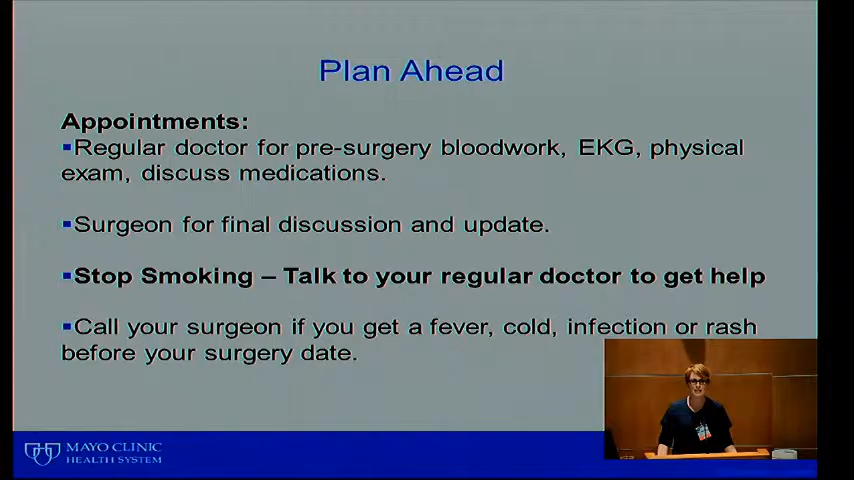 Plan Ahead
Appointments:
▪Regular doctor for pre-surgery bloodwork, EKG, physical
exam, discuss medications.
▪Surgeon for final discussion and update.
▪Stop Smoking – Talk to your regular doctor to get help
▪Call your surgeon if you get a fever, cold, infection or rash
before your surgery date.
MAYO CLINIC
HEALTH SYSTEM